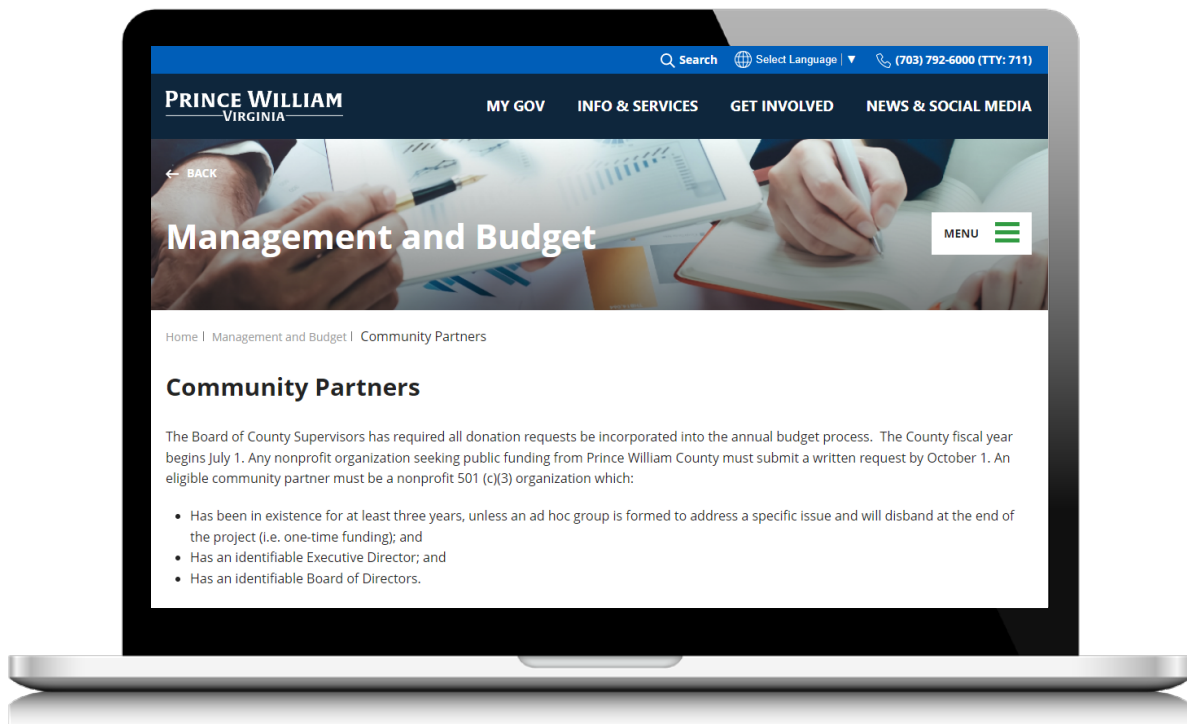 Search Select Language ▼ (703) 792-6000 (TTY: 711)
PRINCE WILLIAM
VIRGINIA
MY GOV INFO & SERVICES GET INVOLVED NEWS & SOCIAL MEDIA
← BACK
Management and Budget
MENU
Home | Management and Budget | Community Partners
Community Partners
The Board of County Supervisors has required all donation requests be incorporated into the annual budget process. The County fiscal year
begins July 1. Any nonprofit organization seeking public funding from Prince William County must submit a written request by October 1. An
eligible community partner must be a nonprofit 501 (c)(3) organization which:
• Has been in existence for at least three years, unless an ad hoc group is formed to address a specific issue and will disband at the end of
the project (i.e. one-time funding); and
• Has an identifiable Executive Director; and
• Has an identifiable Board of Directors.